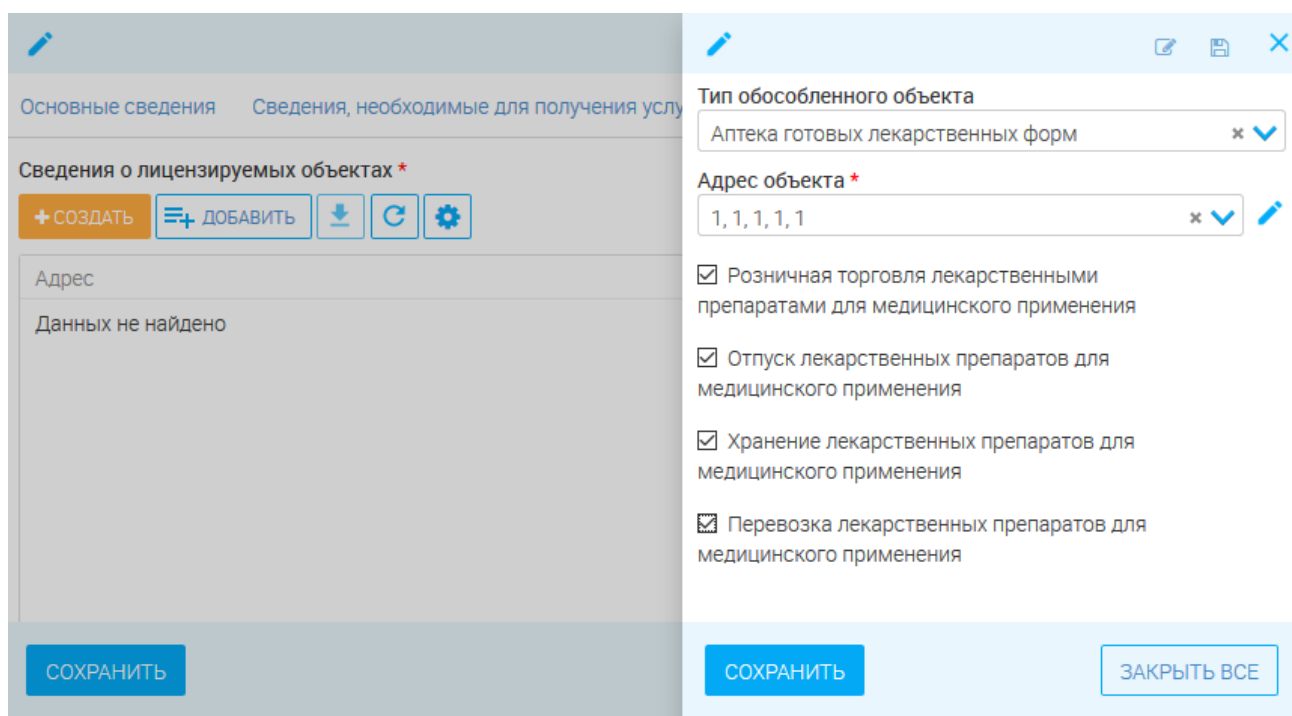 Основные сведения Сведения, необходимые для получения услу
Сведения о лицензируемых объектах *
+ СОЗДАТЬ ДОБАВИТЬ
Адрес
Данных не найдено
СОХРАНИТЬ
Тип обособленного объекта
Аптека готовых лекарственных форм
Адрес объекта *
1, 1, 1, 1, 1
Розничная торговля лекарственными
препаратами для медицинского применения
Отпуск лекарственных препаратов для
медицинского применения
Хранение лекарственных препаратов для
медицинского применения
Перевозка лекарственных препаратов для
медицинского применения
СОХРАНИТЬ ЗАКРЫТЬ ВСЕ